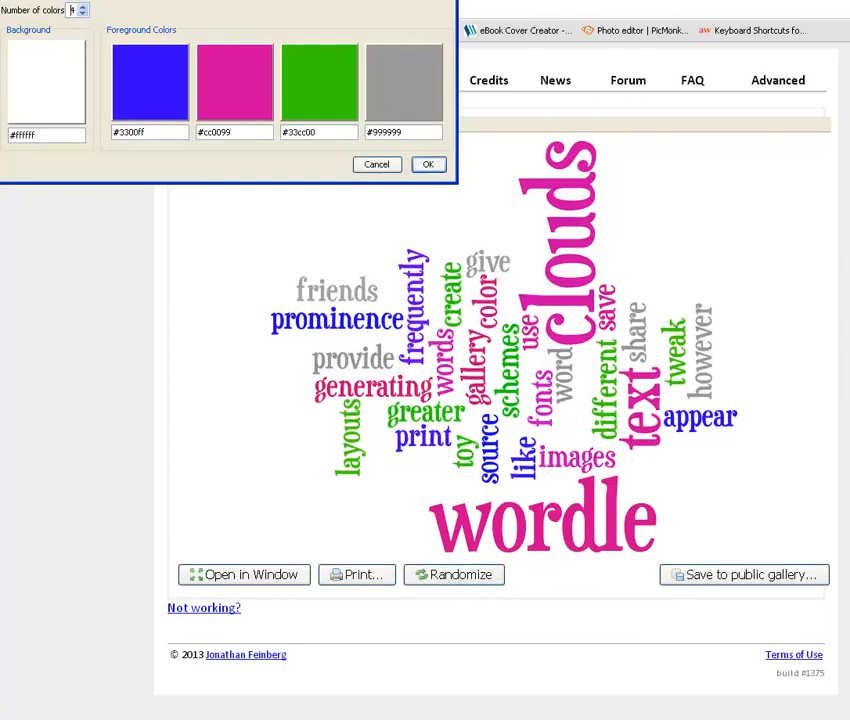 Number of colors 4
Background
Foreground Colors
#ffffff
#3300ff
#cc0099
#33cc00
#999999
Cancel
OK
eBook Cover Creator -...
Photo editor | PicMonk...
aw Keyboard Shortcuts fo...
Credits
News
Forum
FAQ
Advanced
clouds
give
frequently
create
color
friends
prominence
save
use
share
tweak
however
words
gallery
schemes
word
provide
generating
different
fonts
text
layouts
greater
print
toy
source
like
images
appear
wordle
Open in Window
Print...
Randomize
Save to public gallery...
Not working?
© 2013 Jonathan Feinberg
Terms of Use
build #1375